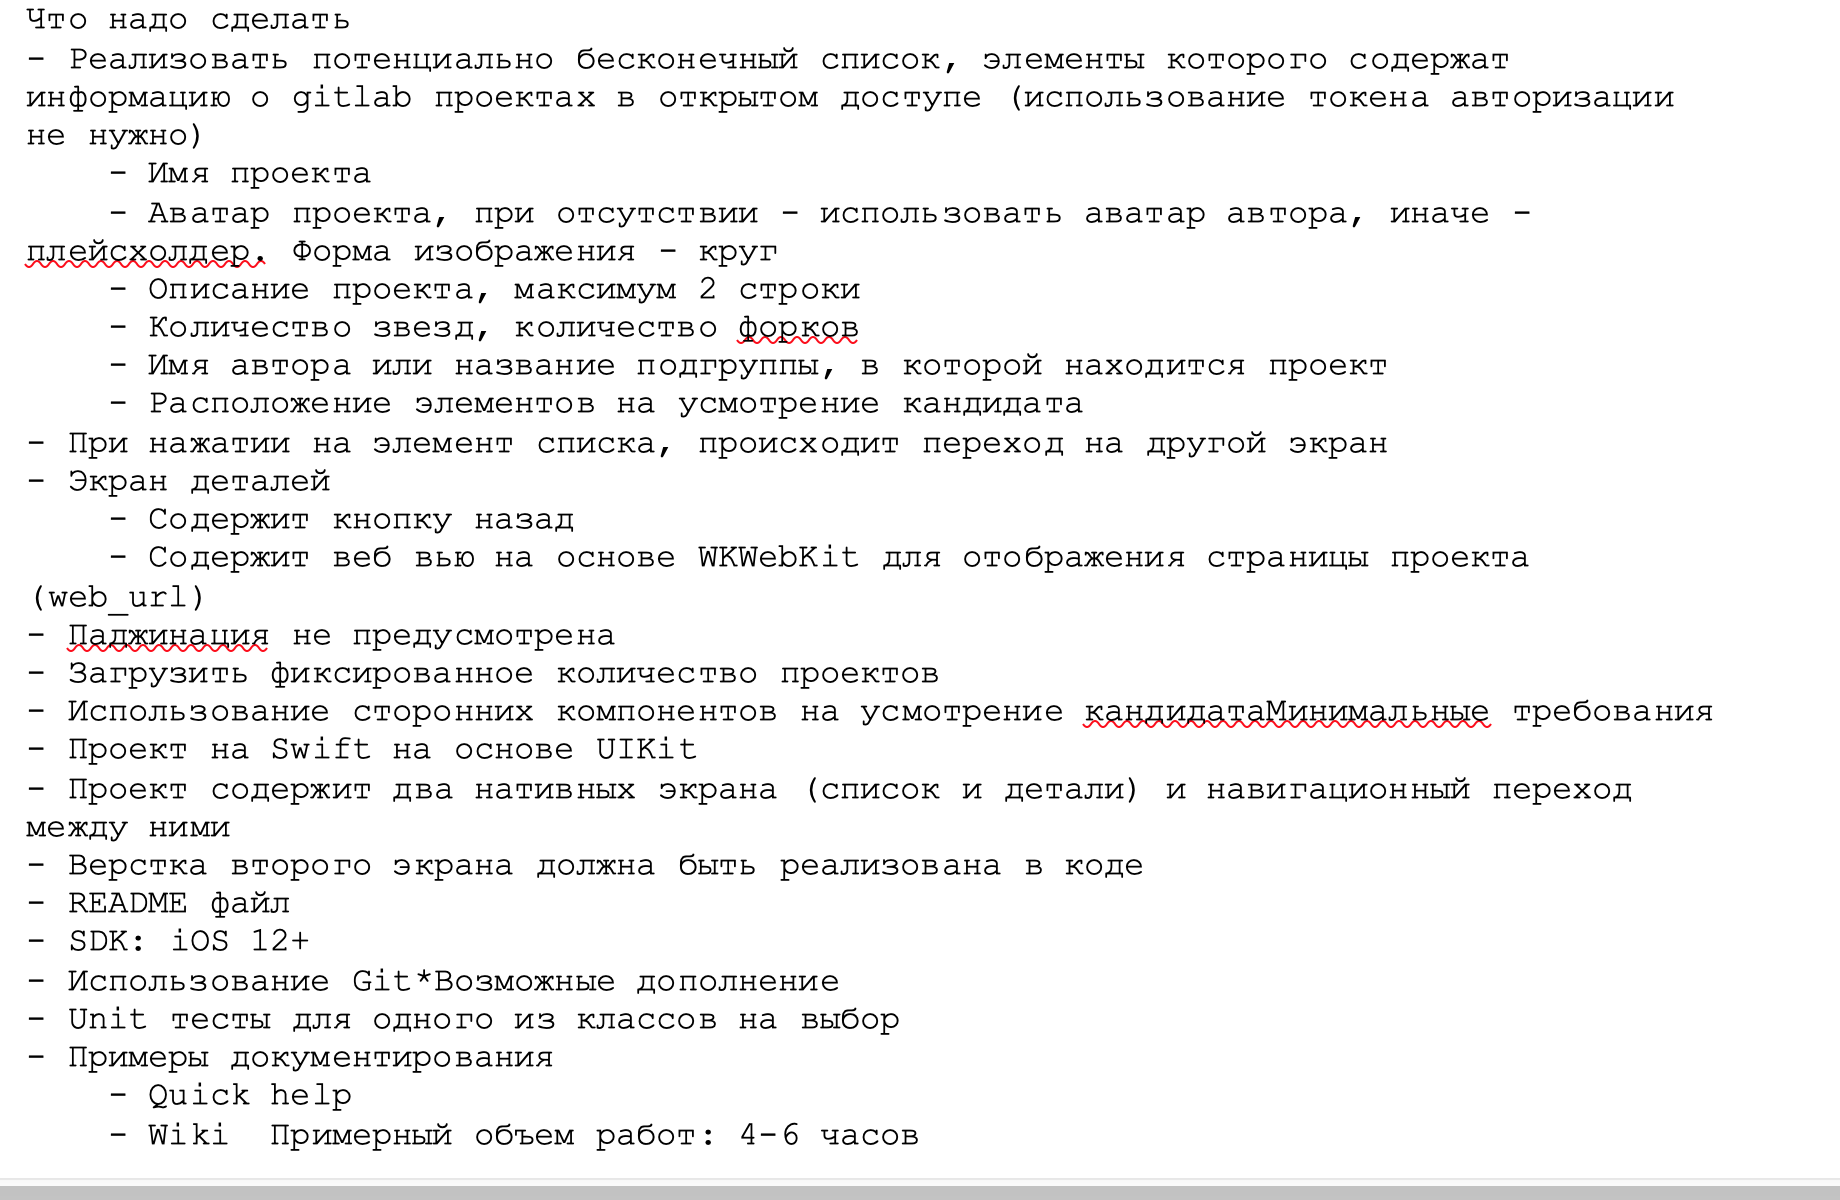 Что надо сделать
- Реализовать потенциально бесконечный список, элементы которого содержат
информацию о gitlab проектах в открытом доступе (использование токена авторизации
не нужно)
- Имя проекта
- Аватар проекта, при отсутствии - использовать аватар автора, иначе -
плейсхолдер. Форма изображения - круг
- Описание проекта, максимум 2 строки
- Количество звезд, количество форков
- Имя автора или название подгруппы, в которой находится проект
- Расположение элементов на усмотрение кандидата
- При нажатии на элемент списка, происходит переход на другой экран
- Экран деталей
- Содержит кнопку назад
- Содержит веб вью на основе WKWebKit для отображения страницы проекта
(web_url)
- Паджинация не предусмотрена
- Загрузить фиксированное количество проектов
- Использование сторонних компонентов на усмотрение кандидатаМинимальные требования
- Проект на Swift на основе UIKit
- Проект содержит два нативных экрана (список и детали) и навигационный переход
между ними
- Верстка второго экрана должна быть реализована в коде
- README файл
- SDK: iOS 12+
- Использование Git*Возможные дополнение
- Unit тесты для одного из классов на выбор
- Примеры документирования
- Quick help
- Wiki  Примерный объем работ: 4-6 часов